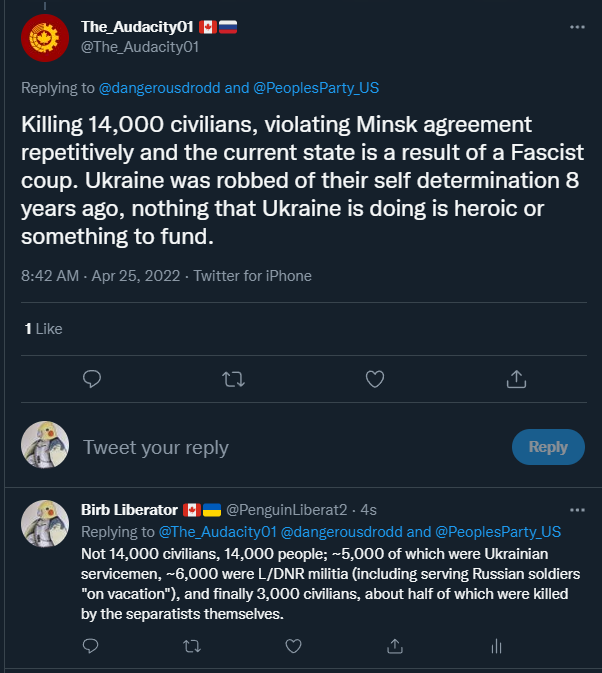 The_Audacity01
@The_Audacity01
Replying to @dangerousdrodd and @PeoplesParty_US
Killing 14,000 civilians, violating Minsk agreement
repetitively and the current state is a result of a Fascist
coup. Ukraine was robbed of their self determination 8
years ago, nothing that Ukraine is doing is heroic or
something to fund.
8:42 AM · Apr 25, 2022 · Twitter for iPhone
1 Like
Tweet your reply
Reply
Birb Liberator @PenguinLiberat2 · 4s
Replying to @The_Audacity01 @dangerousdrodd and @PeoplesParty_US
Not 14,000 civilians, 14,000 people; ~5,000 of which were Ukrainian
servicemen, ~6,000 were L/DNR militia (including serving Russian soldiers
"on vacation"), and finally 3,000 civilians, about half of which were killed
by the separatists themselves.